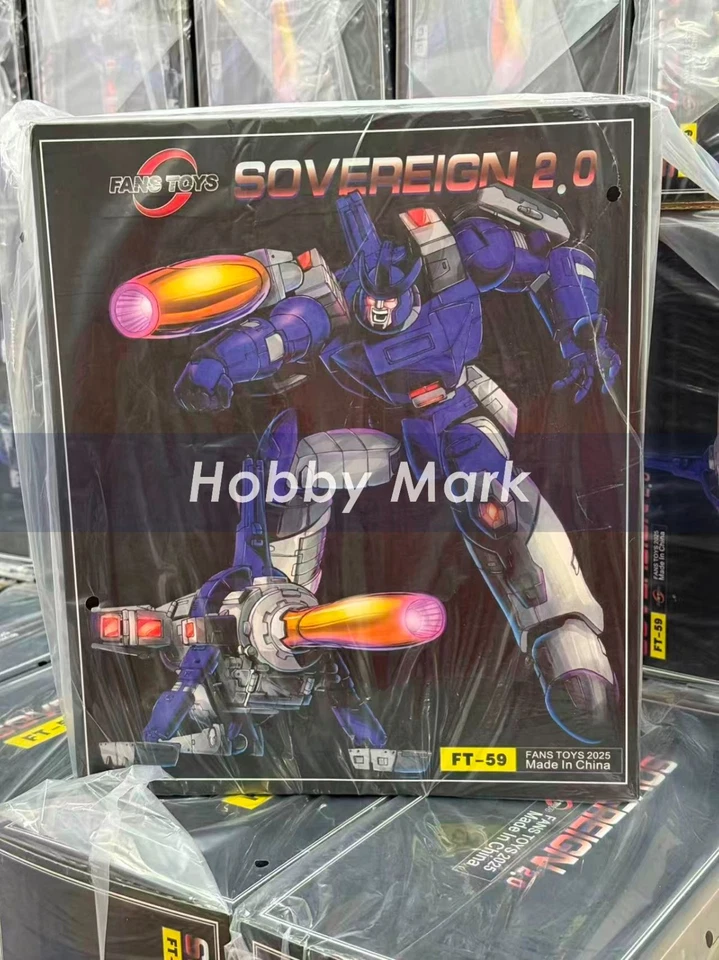 FANS TOYS
SOVEREIGN 2.0
Hobby Mark
FT-59
FANS TOYS 2025
Made In China
FANS TOYS 2025
Made In China
FT-59
FANS TOYS 2025
Made In China
2.0